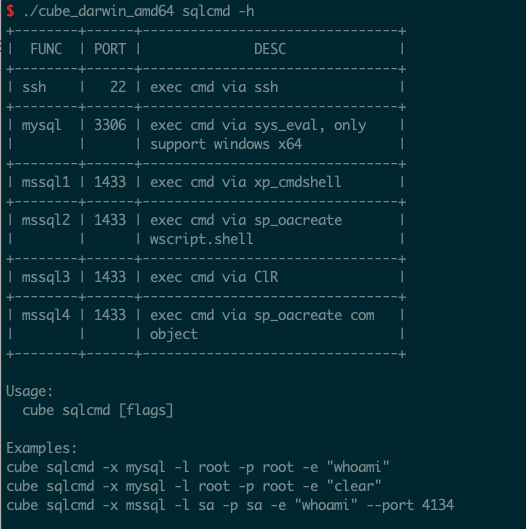 $ ./cube_darwin_amd64 sqlcmd -h
+--------+------+-------------------------------+
|  FUNC  | PORT |             DESC              |
+--------+------+-------------------------------+
| ssh    |   22 | exec cmd via ssh              |
+--------+------+-------------------------------+
| mysql  | 3306 | exec cmd via sys_eval, only   |
|        |      | support windows x64           |
+--------+------+-------------------------------+
| mssql1 | 1433 | exec cmd via xp_cmdshell      |
+--------+------+-------------------------------+
| mssql2 | 1433 | exec cmd via sp_oacreate      |
|        |      | wscript.shell                 |
+--------+------+-------------------------------+
| mssql3 | 1433 | exec cmd via ClR              |
+--------+------+-------------------------------+
| mssql4 | 1433 | exec cmd via sp_oacreate com  |
|        |      | object                        |
+--------+------+-------------------------------+

Usage:
  cube sqlcmd [flags]

Examples:
cube sqlcmd -x mysql -l root -p root -e "whoami"
cube sqlcmd -x mysql -l root -p root -e "clear"
cube sqlcmd -x mssql -l sa -p sa -e "whoami" --port 4134